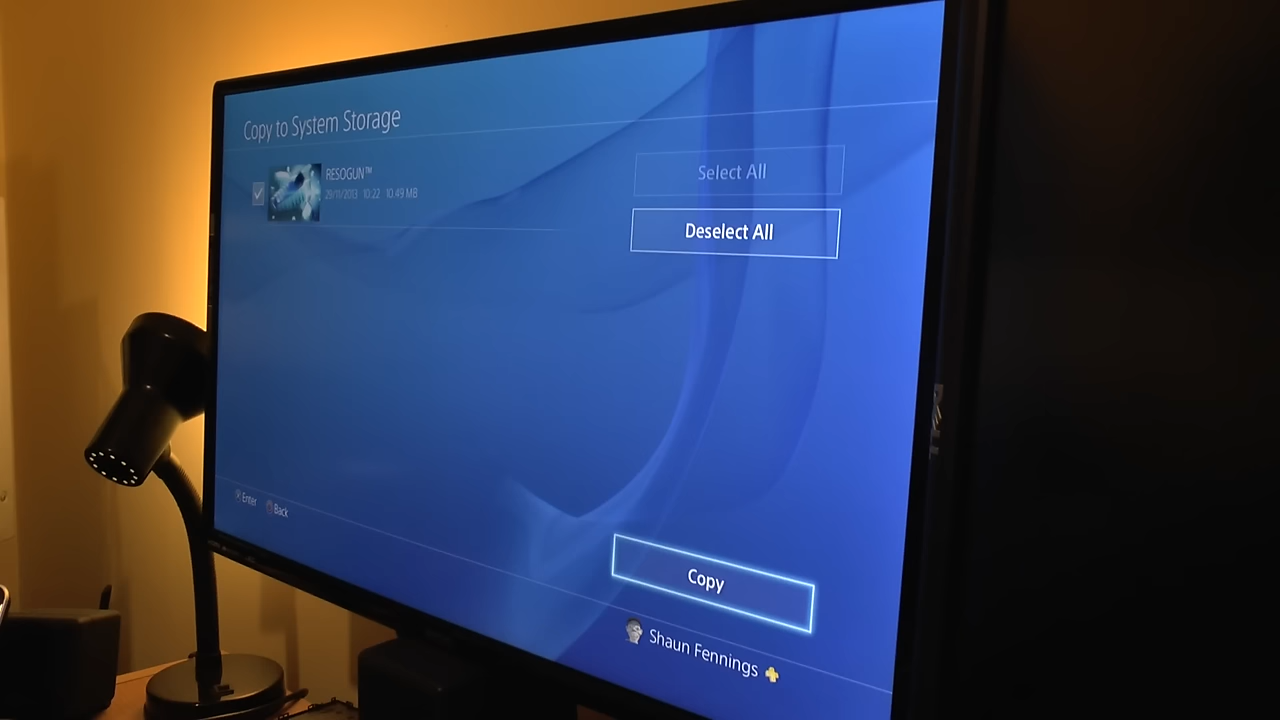 Copy to System Storage
RESOGUN™
29/11/2013 10:22 10.49 MB
Select All
Deselect All
Enter
Back
Copy
Shaun Fennings